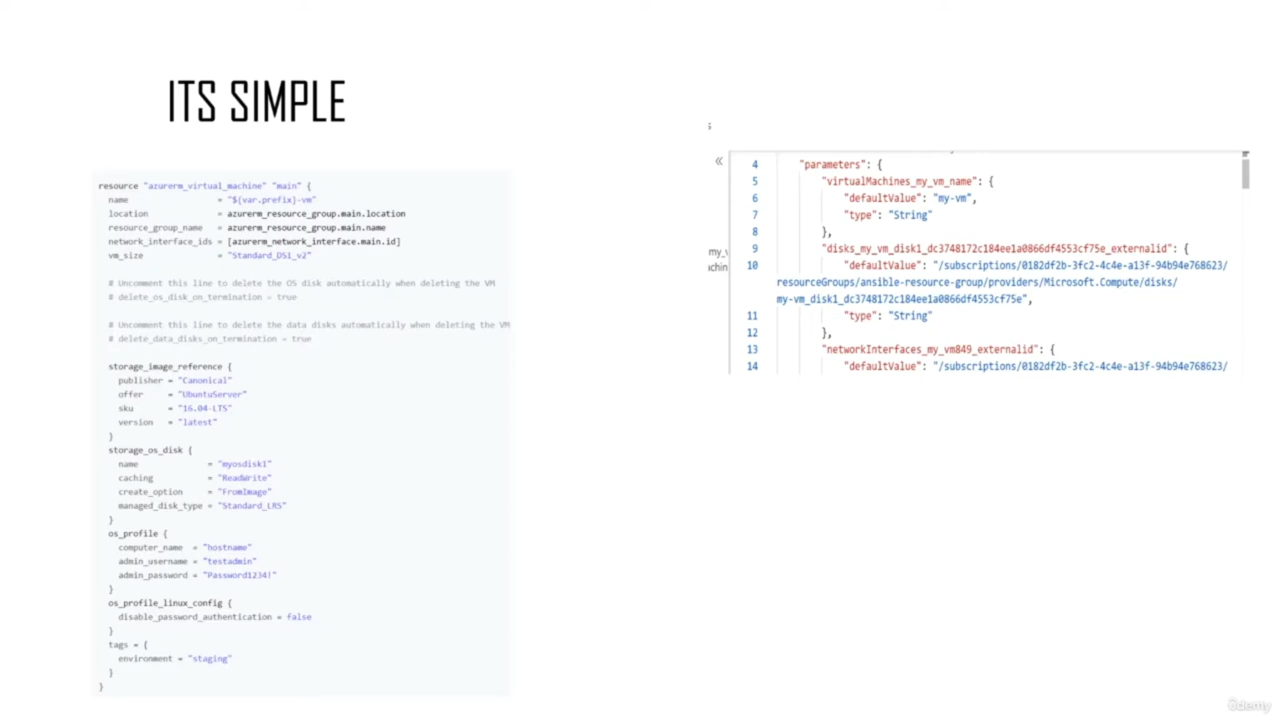 ITS SIMPLE
resource "azurerm_virtual_machine" "main" {
name = "${var.prefix}-vm"
location = azurerm_resource_group.main.location
resource_group_name = azurerm_resource_group.main.name
network_interface_ids = [azurerm_network_interface.main.id]
vm_size = "Standard_DS1_v2"
# Uncomment this line to delete the OS disk automatically when deleting the VM
# delete_os_disk_on_termination = true
# Uncomment this line to delete the data disks automatically when deleting the VM
# delete_data_disks_on_termination = true
storage_image_reference {
publisher = "Canonical"
offer = "UbuntuServer"
sku = "16.04-LTS"
version = "latest"
}
storage_os_disk {
name = "myosdisk1"
caching = "ReadWrite"
create_option = "FromImage"
managed_disk_type = "Standard_LRS"
}
os_profile {
computer_name = "hostname"
admin_username = "testadmin"
admin_password = "Password1234!"
}
os_profile_linux_config {
disable_password_authentication = false
}
tags = {
environment = "staging"
}
}
s
«
my_v
achin
4 "parameters": {
5 "virtualMachines_my_vm_name": {
6 "defaultValue": "my-vm",
7 "type": "String"
8 },
9 "disks_my_vm_disk1_dc3748172c184ee1a0866df4553cf75e_externalid": {
10 "defaultValue": "/subscriptions/0182df2b-3fc2-4c4e-a13f-94b94e768623/
resourceGroups/ansible-resource-group/providers/Microsoft.Compute/disks/
my-vm_disk1_dc3748172c184ee1a0866df4553cf75e",
11 "type": "String"
12 },
13 "networkInterfaces_my_vm849_externalid": {
14 "defaultValue": "/subscriptions/0182df2b-3fc2-4c4e-a13f-94b94e768623/
ûdemy